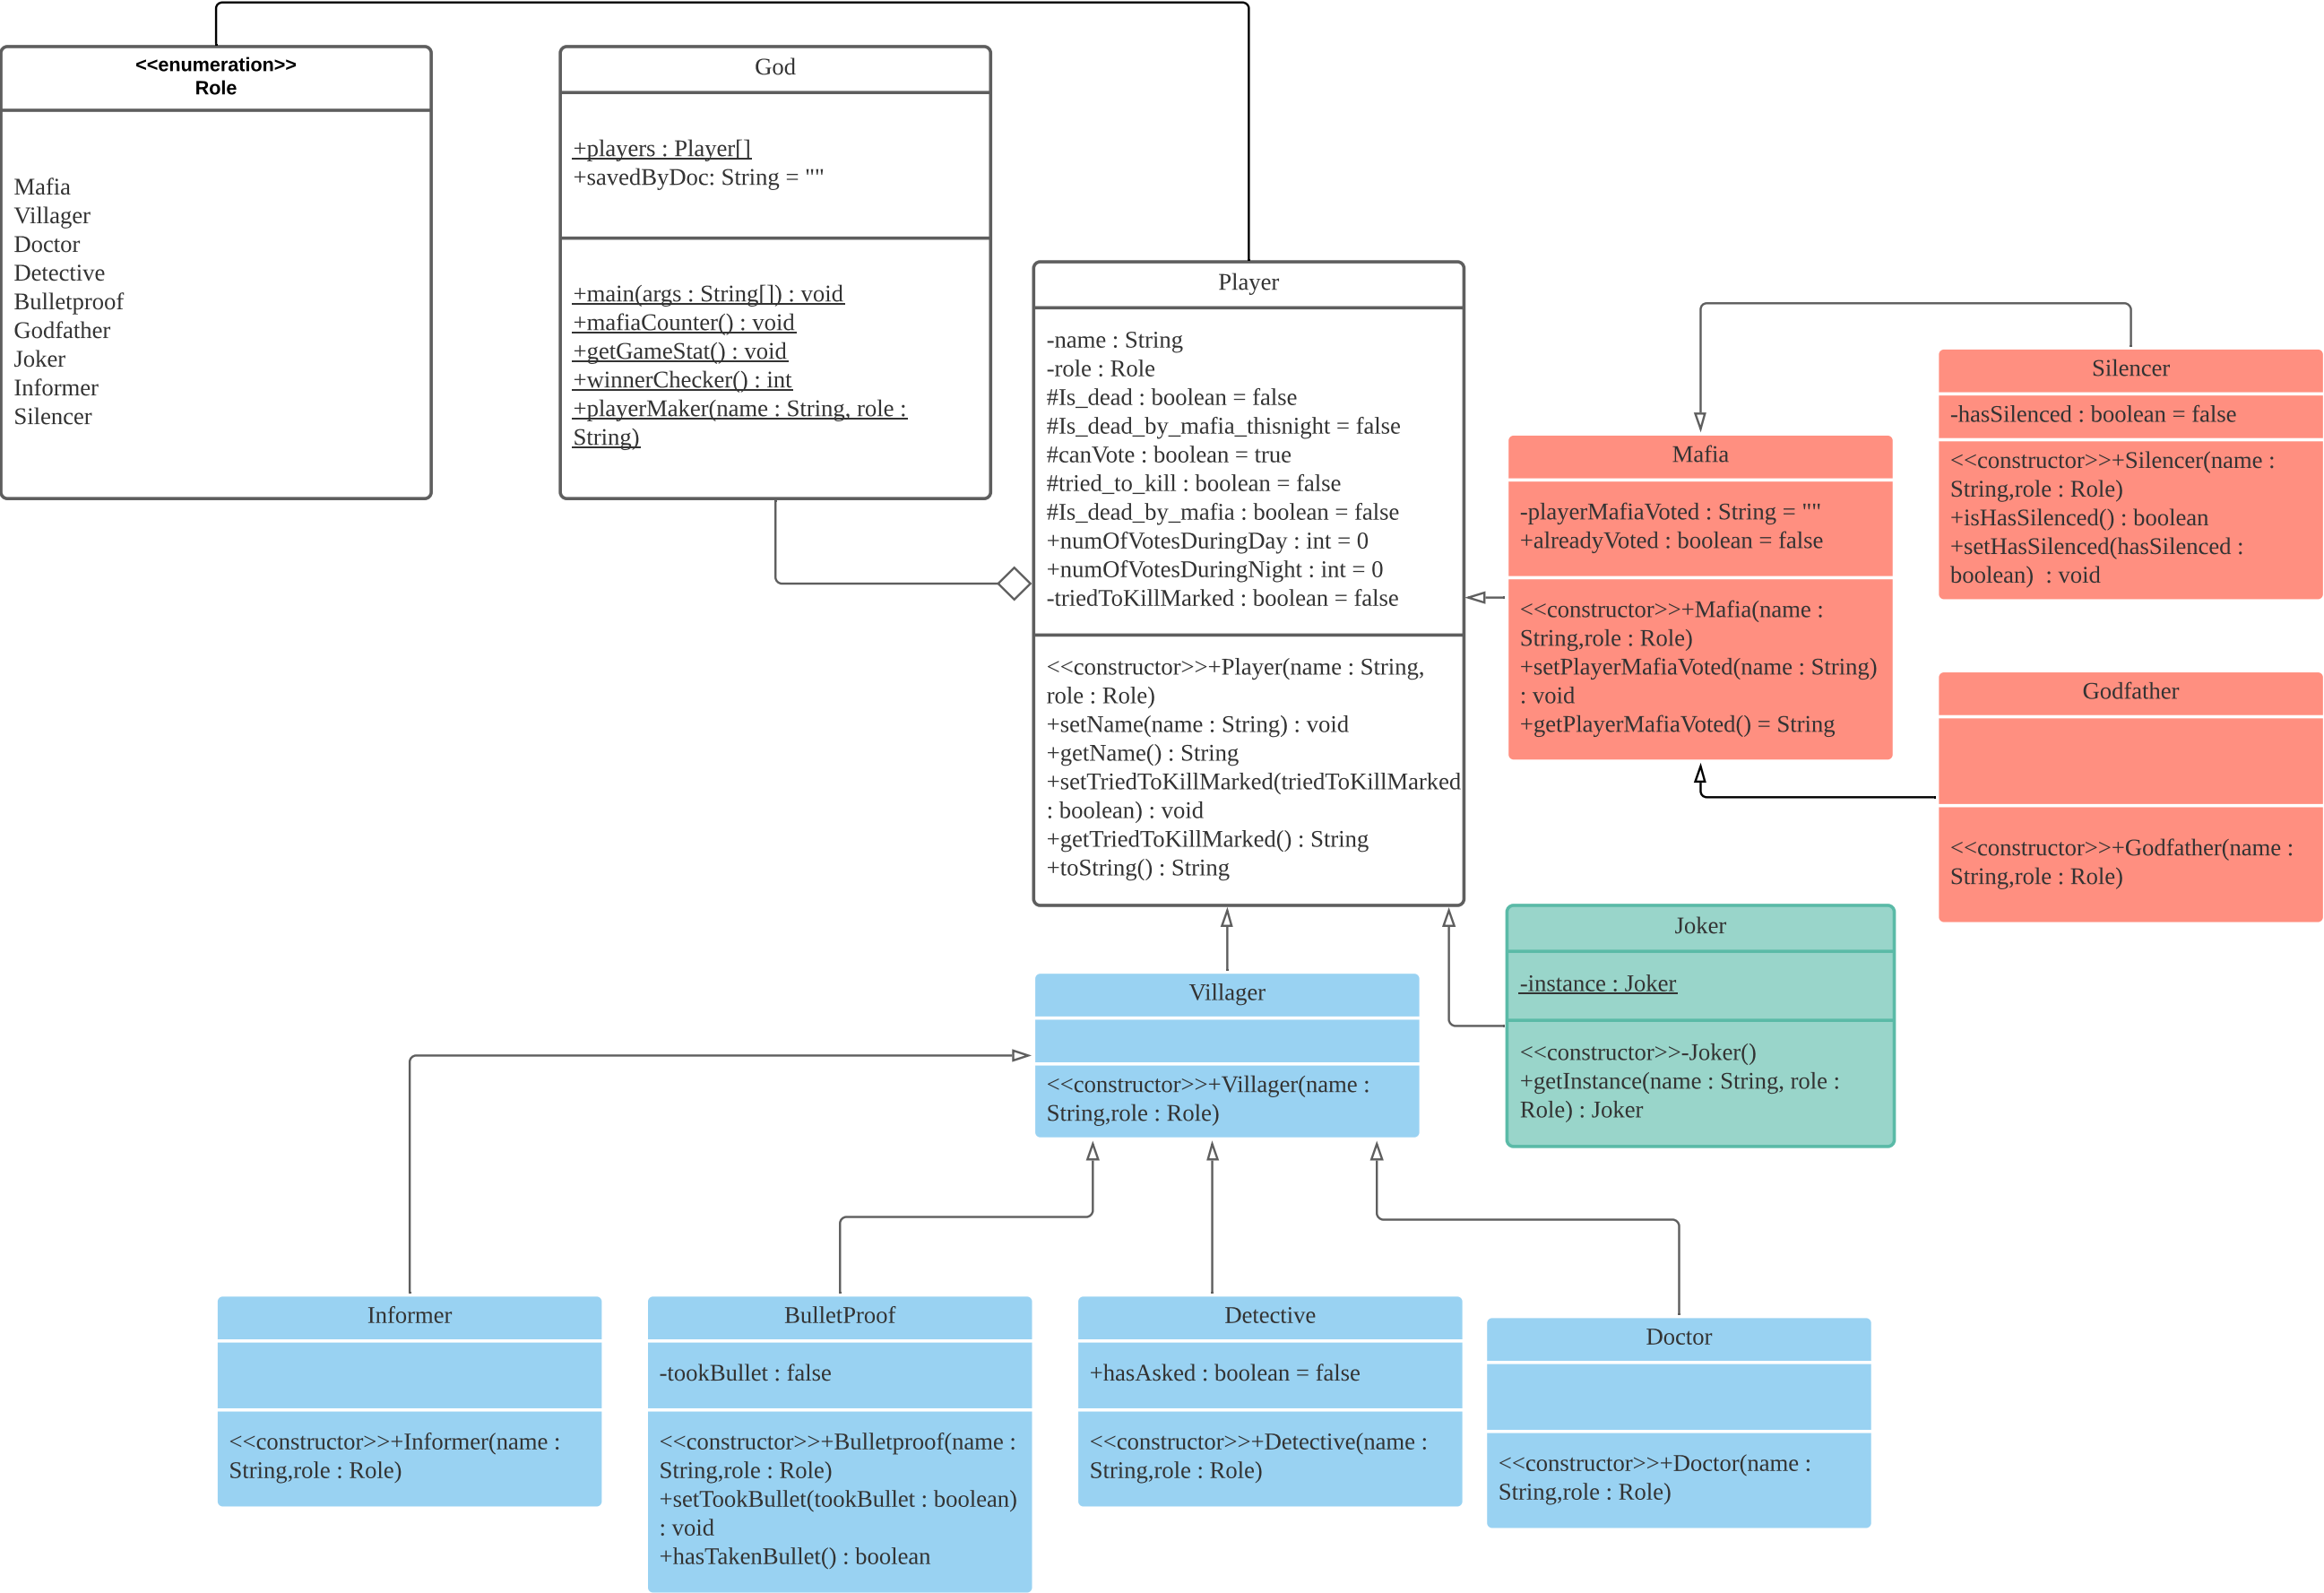 <<enumeration>>
Role
Mafia
Villager
Doctor
Detective
Bulletproof
Godfather
Joker
Informer
Silencer
God
+players : Player[]
+savedByDoc: String = ""
+main(args : String[]) : void
+mafiaCounter() : void
+getGameStat() : void
+winnerChecker() : int
+playerMaker(name : String, role :
String)
Player
-name : String
-role : Role
#Is_dead : boolean = false
#Is_dead_by_mafia_thisnight = false
#canVote : boolean = true
#tried_to_kill : boolean = false
#Is_dead_by_mafia : boolean = false
+numOfVotesDuringDay : int = 0
+numOfVotesDuringNight : int = 0
-triedToKillMarked : boolean = false
<<constructor>>+Player(name : String,
role : Role)
+setName(name : String) : void
+getName() : String
+setTriedToKillMarked(triedToKillMarked
: boolean) : void
+getTriedToKillMarked() : String
+toString() : String
Mafia
-playerMafiaVoted : String = ""
+alreadyVoted : boolean = false
<<constructor>>+Mafia(name :
String,role : Role)
+setPlayerMafiaVoted(name : String)
: void
+getPlayerMafiaVoted() = String
Silencer
-hasSilenced : boolean = false
<<constructor>>+Silencer(name :
String,role : Role)
+isHasSilenced() : boolean
+setHasSilenced(hasSilenced :
boolean)  : void
Godfather
<<constructor>>+Godfather(name :
String,role : Role)
Joker
-instance : Joker
<<constructor>>-Joker()
+getInstance(name : String, role :
Role) : Joker
Villager
<<constructor>>+Villager(name :
String,role : Role)
Informer
<<constructor>>+Informer(name :
String,role : Role)
BulletProof
-tookBullet : false
<<constructor>>+Bulletproof(name :
String,role : Role)
+setTookBullet(tookBullet : boolean)
: void
+hasTakenBullet() : boolean
Detective
+hasAsked : boolean = false
<<constructor>>+Detective(name :
String,role : Role)
Doctor
<<constructor>>+Doctor(name :
String,role : Role)